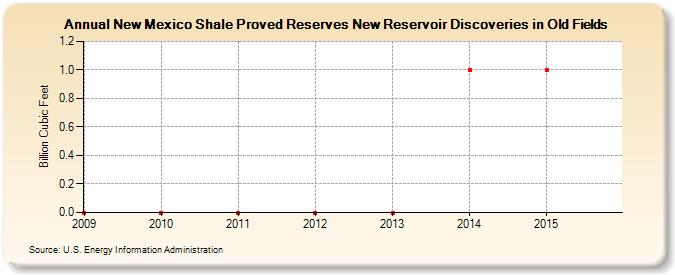 Annual New Mexico Shale Proved Reserves New Reservoir Discoveries in Old Fields
Billion Cubic Feet
1.2
1.0
0.8
0.6
0.4
0.2
0.0
2009 2010 2011 2012 2013 2014 2015
Source: U.S. Energy Information Administration